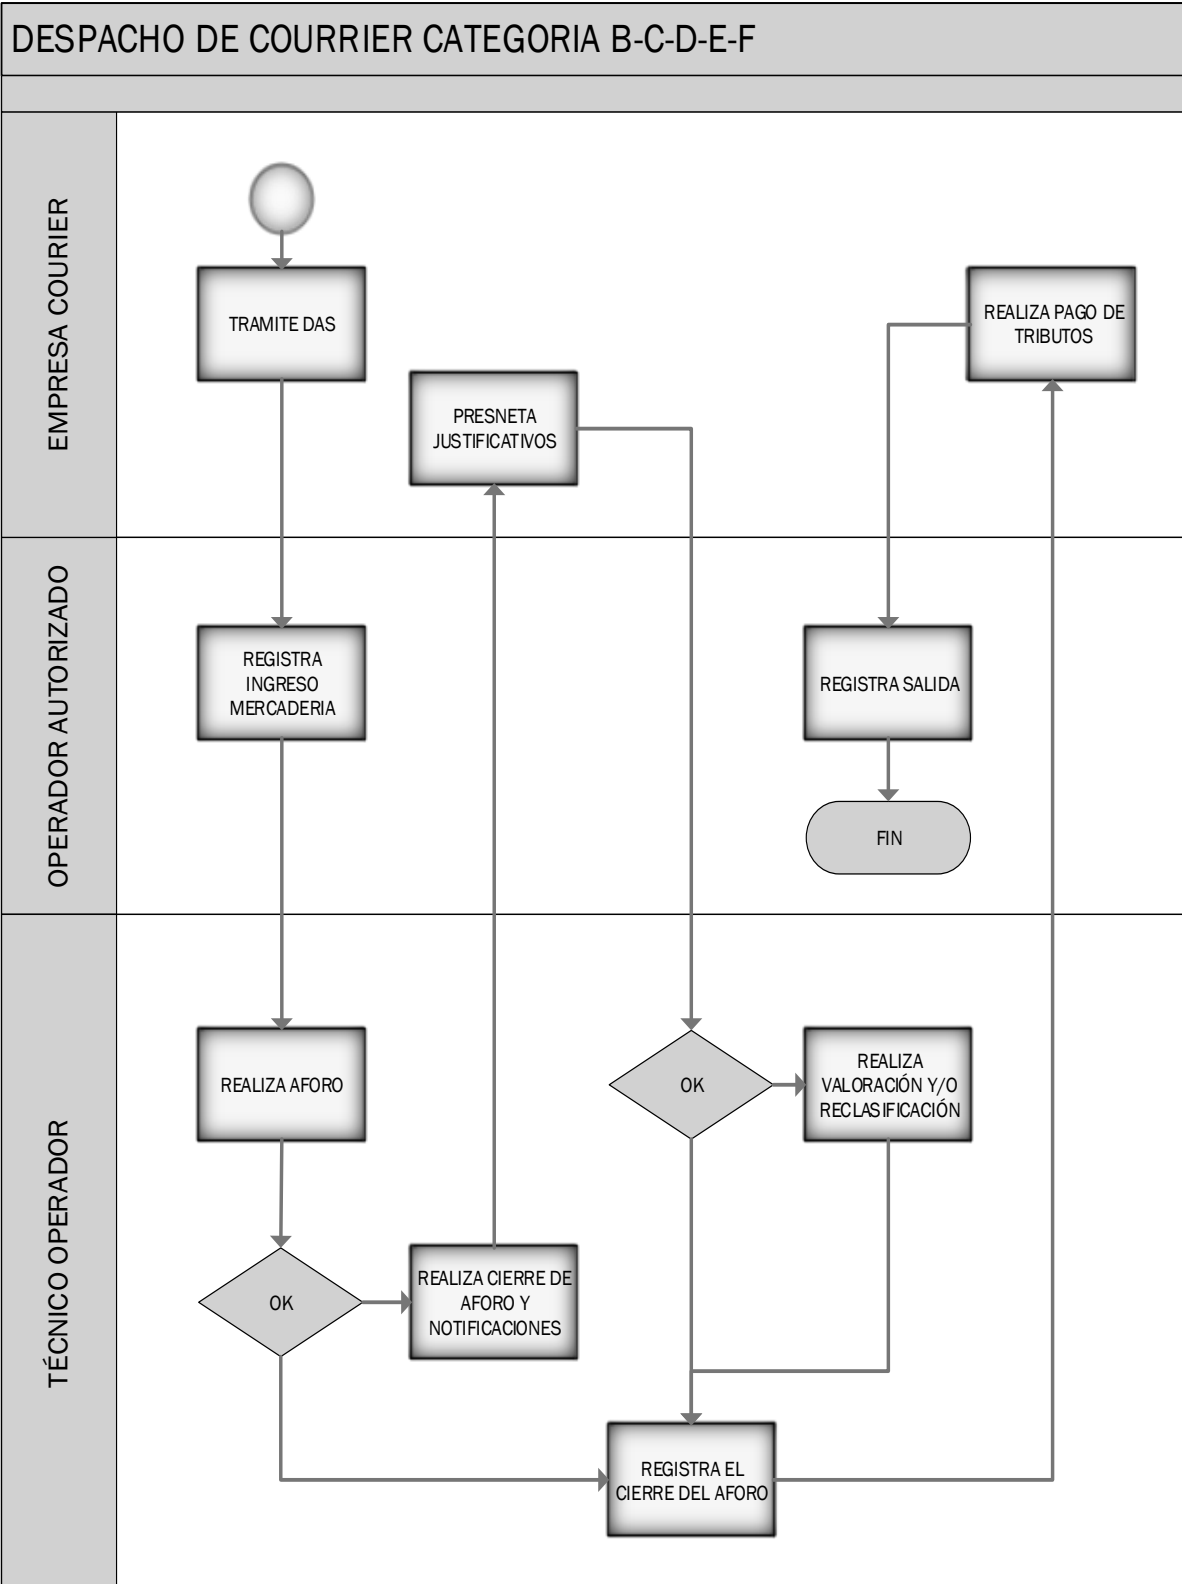 DESPACHO DE COURRIER CATEGORIA B-C-D-E-F
EMPRESA COURIER
TRAMITE DAS
PRESNETA
JUSTIFICATIVOS
REALIZA PAGO DE
TRIBUTOS
OPERADOR AUTORIZADO
REGISTRA
INGRESO
MERCADERIA
REGISTRA SALIDA
FIN
TÉCNICO OPERADOR
REALIZA AFORO
OK
REALIZA CIERRE DE
AFORO Y
NOTIFICACIONES
OK
REALIZA
VALORACIÓN Y/O
RECLASIFICACIÓN
REGISTRA EL
CIERRE DEL AFORO